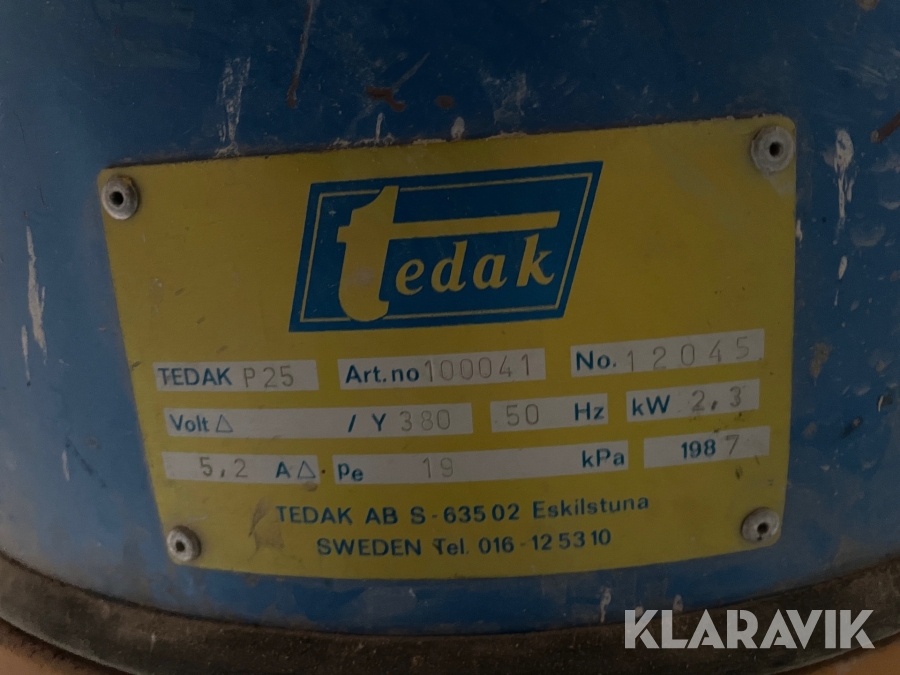 tedak
TEDAK P25 Art.no 100041 No. 12045
Volt △ / Y 380 50 Hz kW 2,3
5,2 A △ Pe 19 kPa 1987
TEDAK AB S-635 02 Eskilstuna
SWEDEN Tel. 016-12 53 10
KLARAVIK